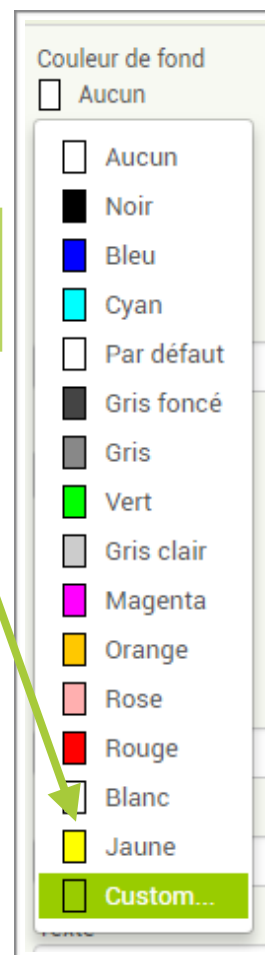 Couleur de fond
Aucun
Aucun
Noir
Bleu
Cyan
Par défaut
Gris foncé
Gris
Vert
Gris clair
Magenta
Orange
Rose
Rouge
Blanc
Jaune
Custom...